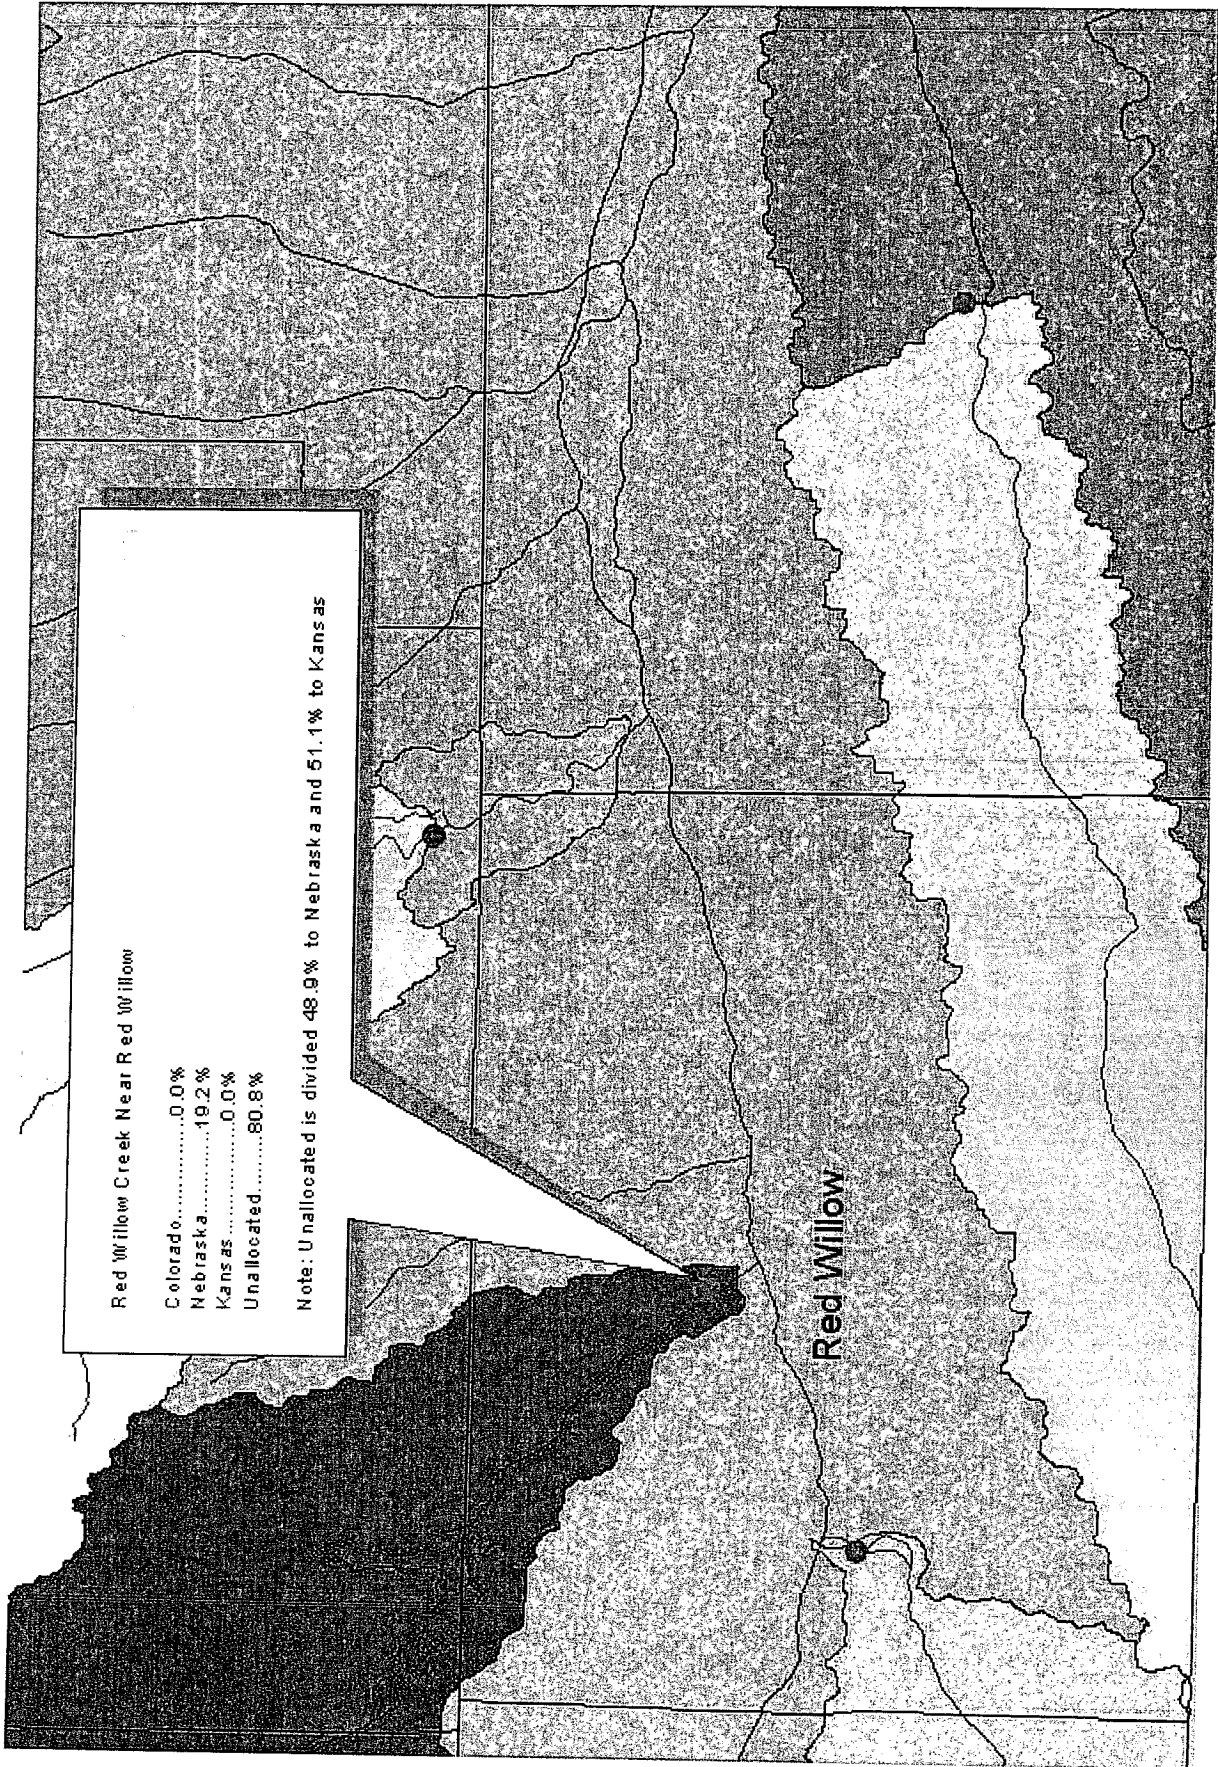 Red Willow Creek Near Red Willow
Colorado..............0.0%
Nebraska............19.2%
Kansas.................0.0%
Unallocated.........80.8%
Note: Unallocated is divided 48.9% to Nebraska and 51.1% to Kansas
Red Willow